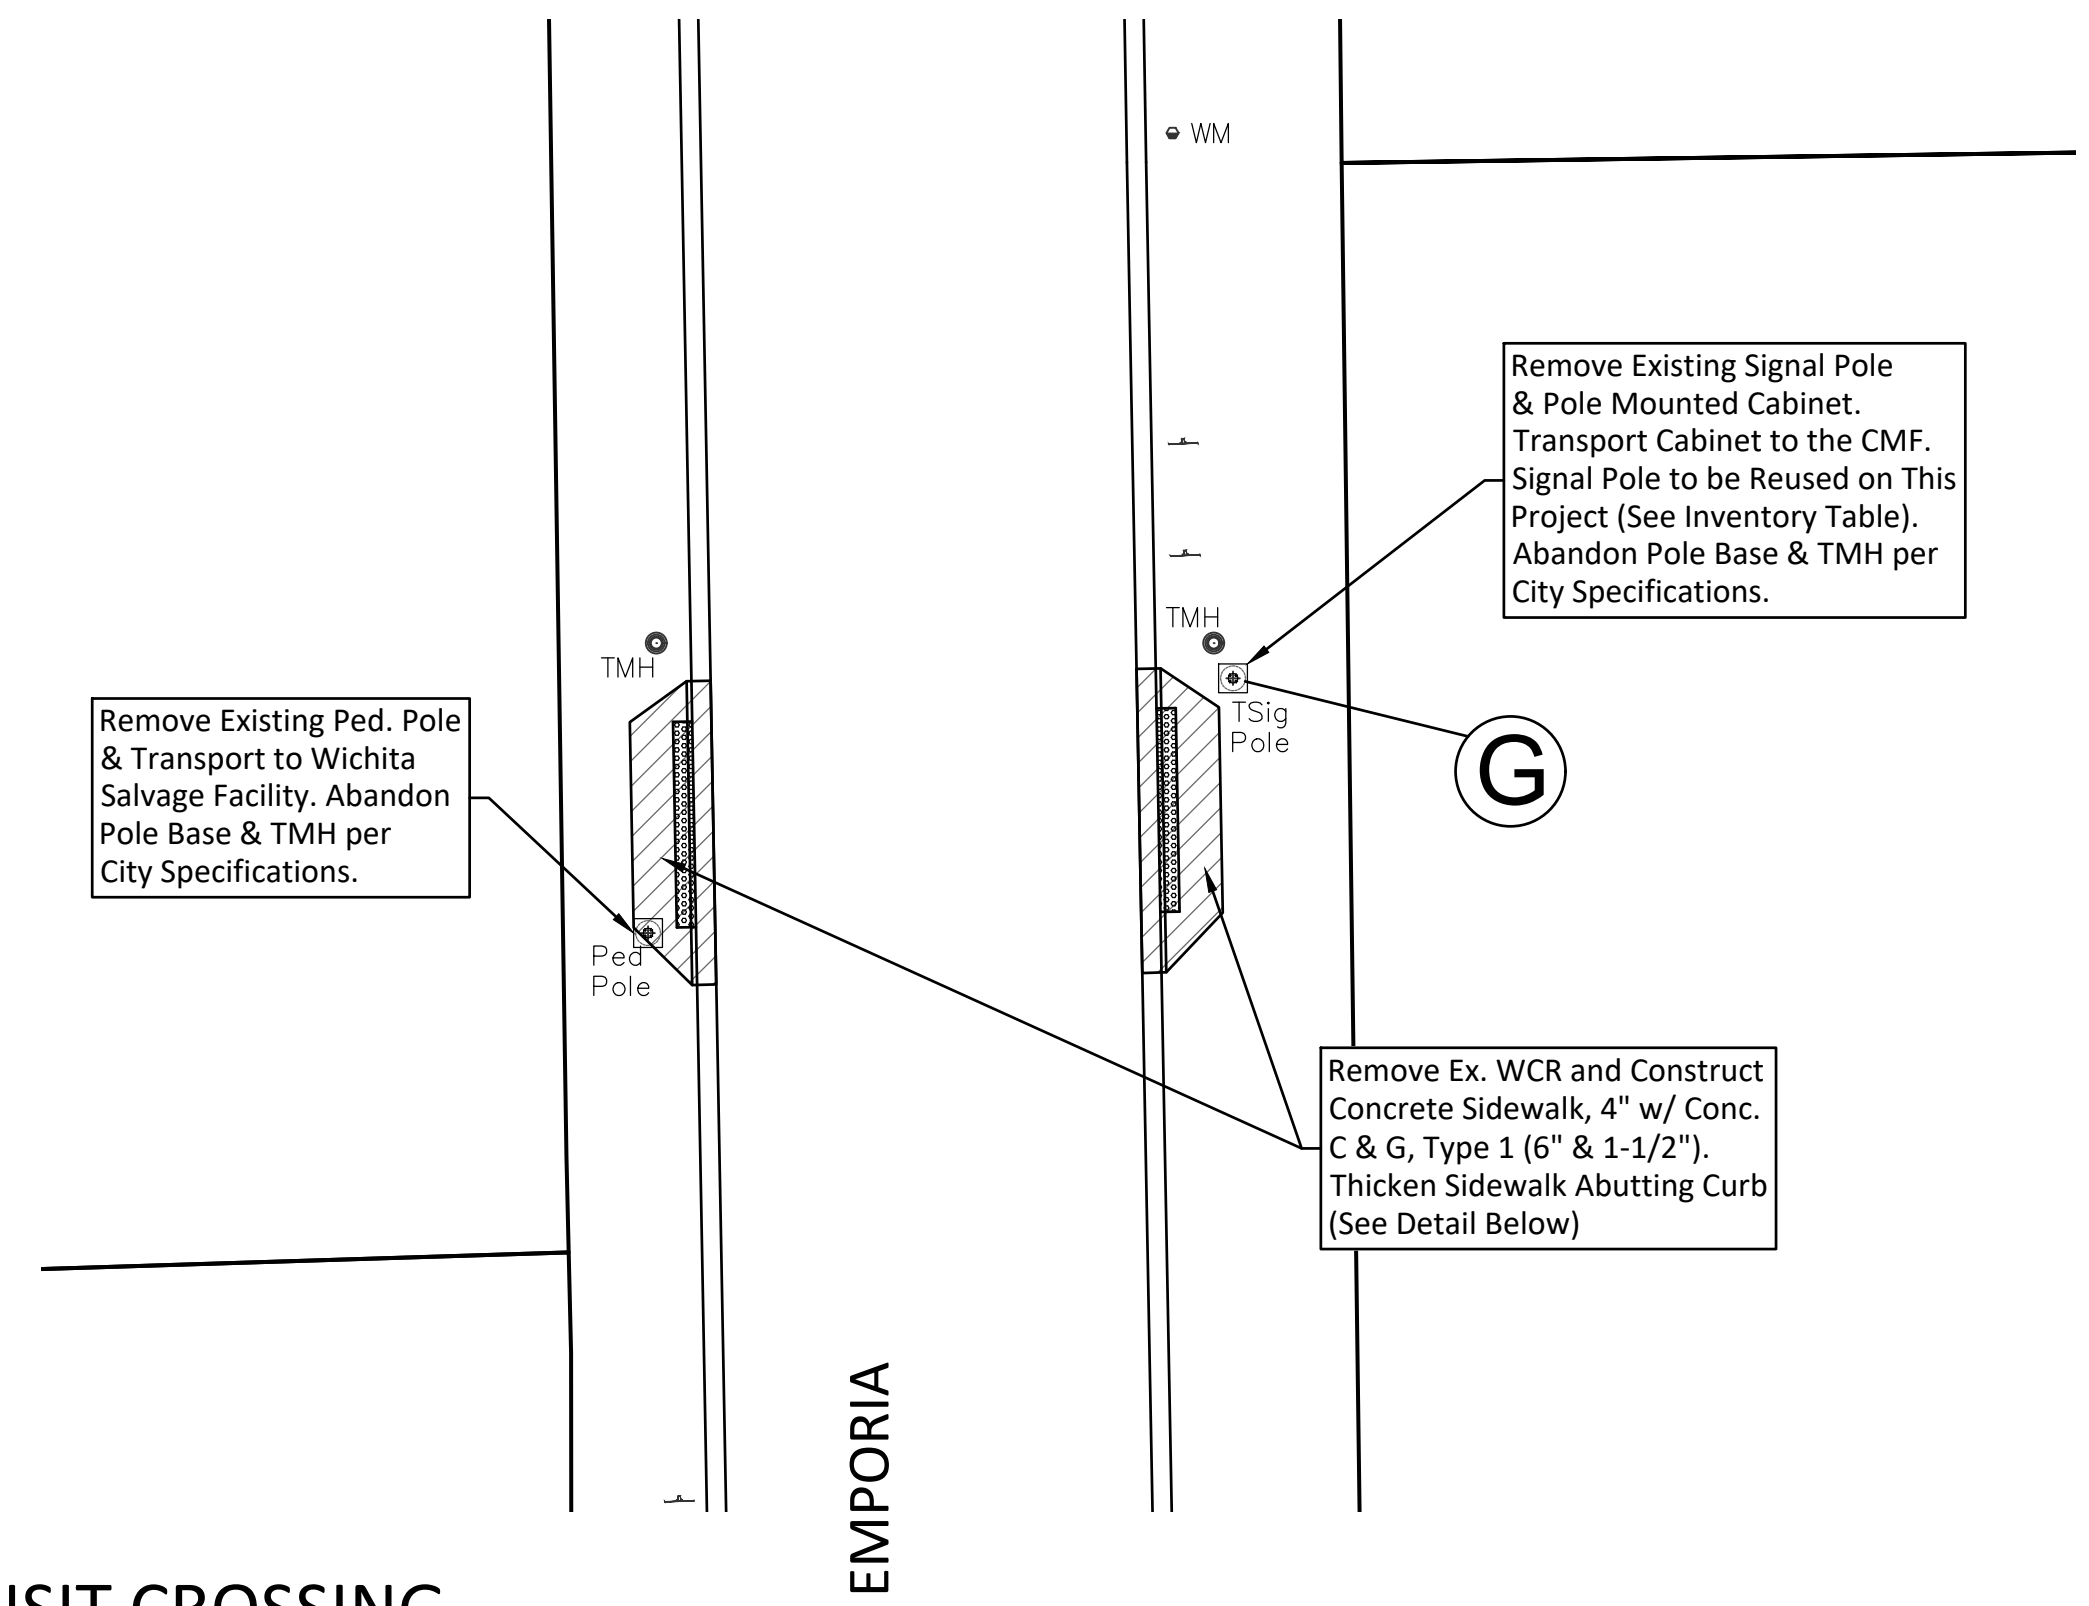 WM
Remove Existing Signal Pole
& Pole Mounted Cabinet.
Transport Cabinet to the CMF.
Signal Pole to be Reused on This
Project (See Inventory Table).
Abandon Pole Base & TMH per
City Specifications.
TMH
TMH
TSig
Pole
G
Remove Existing Ped. Pole
& Transport to Wichita
Salvage Facility. Abandon
Pole Base & TMH per
City Specifications.
Ped
Pole
Remove Ex. WCR and Construct
Concrete Sidewalk, 4" w/ Conc.
C & G, Type 1 (6" & 1-1/2").
Thicken Sidewalk Abutting Curb
(See Detail Below)
EMPORIA
CROSSING